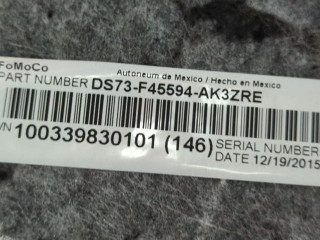 FoMoCo
Autoneum de Mexico / Hecho en Mexico
PART NUMBER DS73-F45594-AK3ZRE
/N 100339830101 (146) SERIAL NUMBER
DATE 12/19/2015